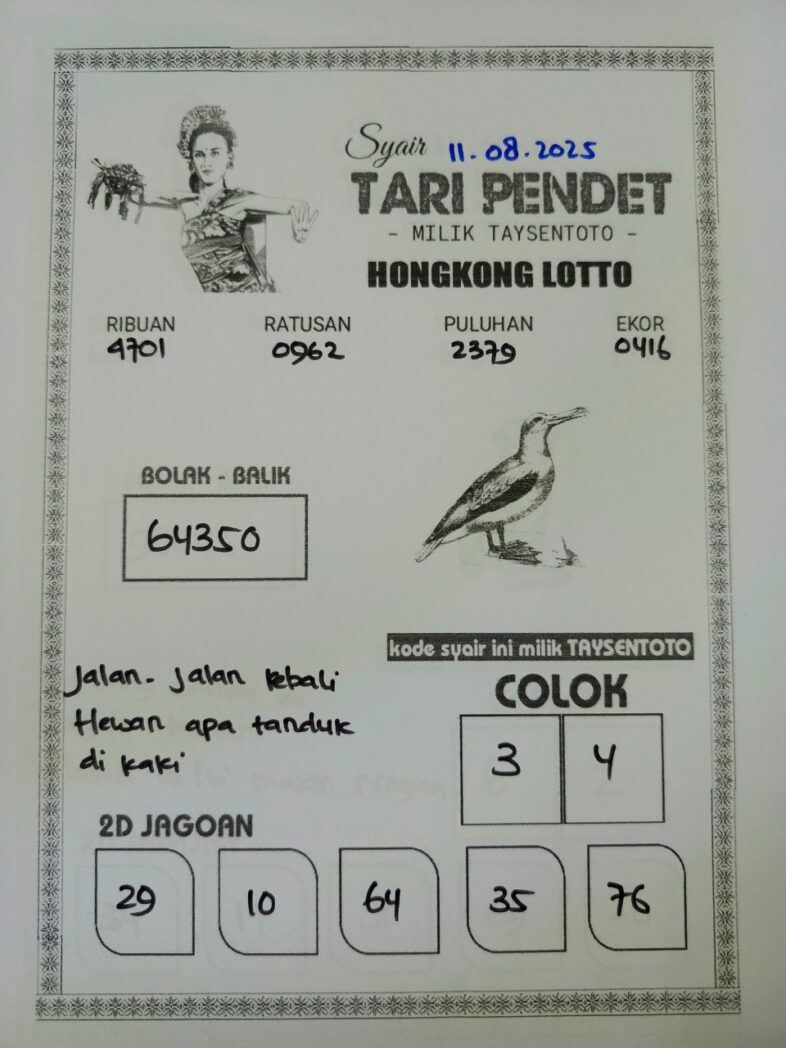 Syair 11.08.2025
TARI PENDET
- MILIK TAYSENTOTO -
HONGKONG LOTTO
RIBUAN RATUSAN PULUHAN EKOR
4701 0962 2379 0416
BOLAK - BALIK
64350
kode syair ini milik TAYSENTOTO
Jalan- Jalan kebali
Hewan apa tanduk
di kaki
COLOK
3 4
2D JAGOAN
29 10 64 35 76